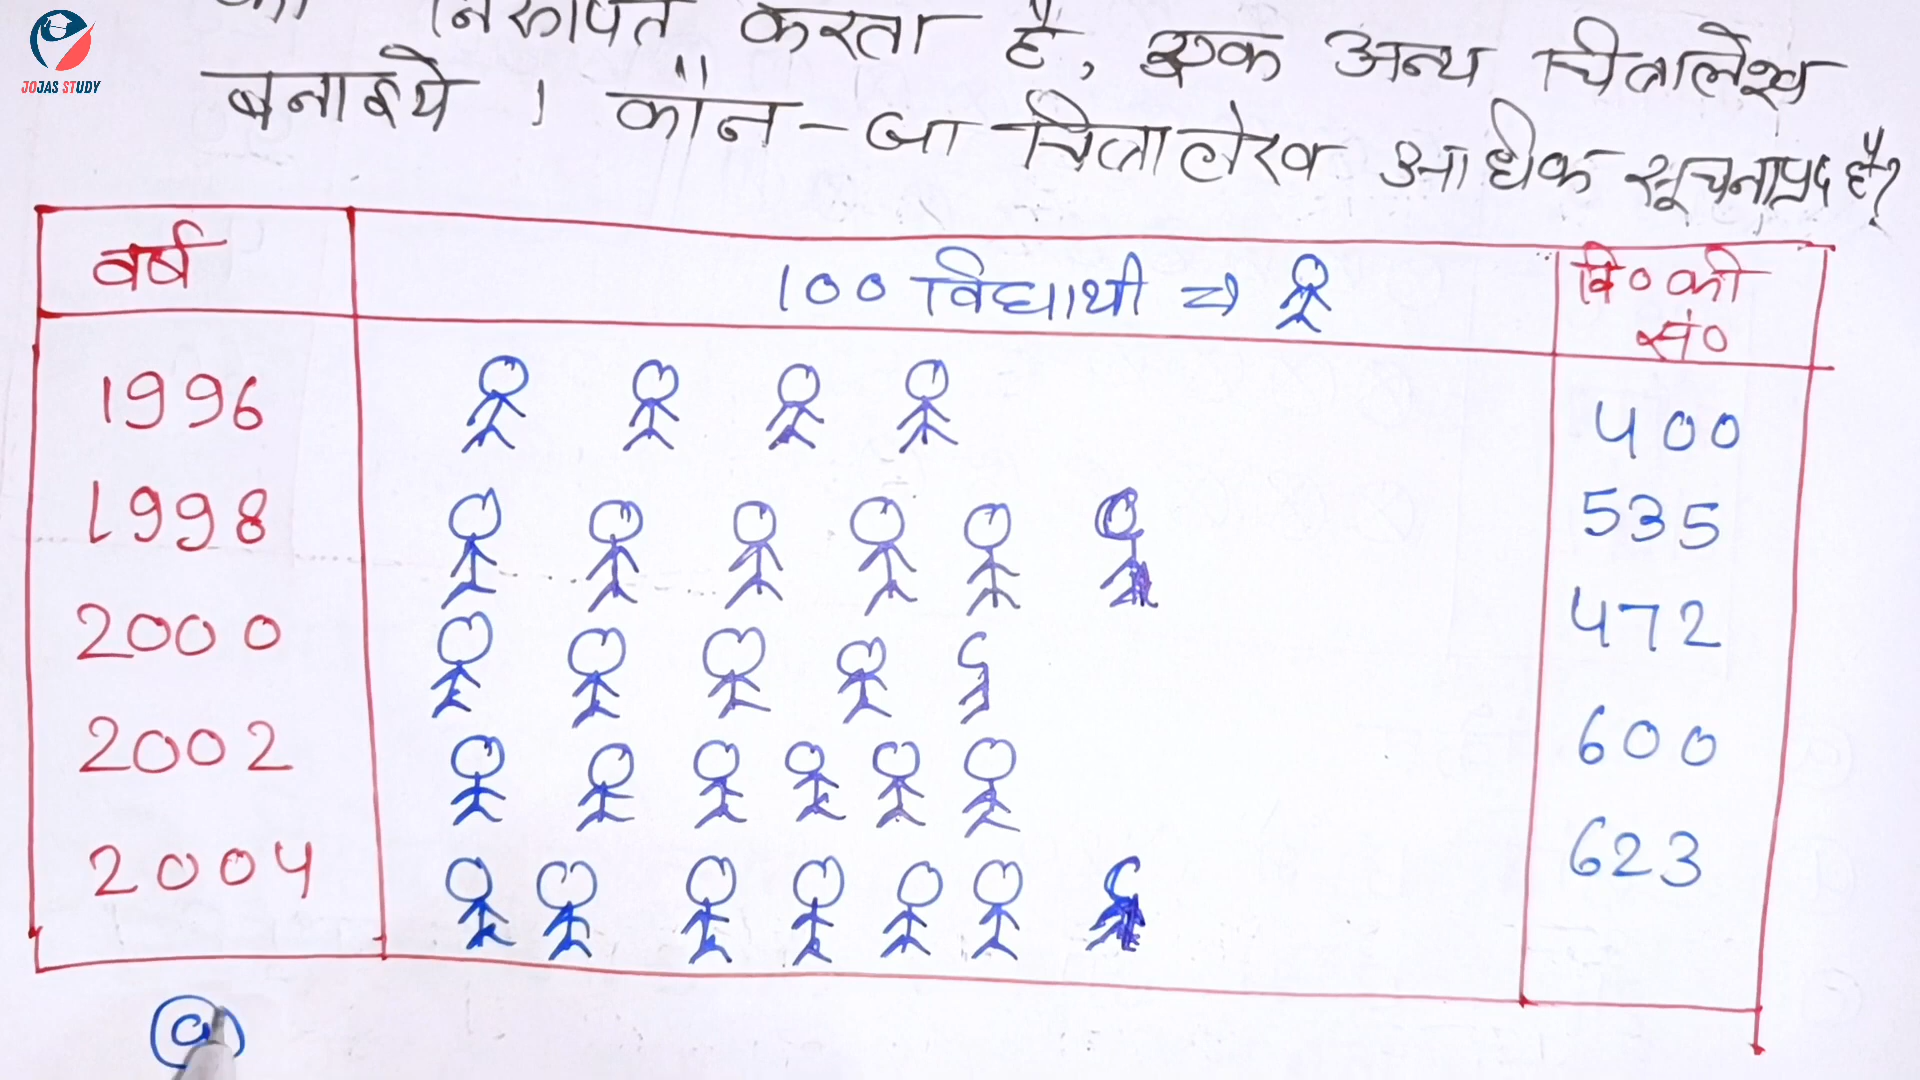 JOJAS STUDY
निरूपित करता है, एक अन्य चित्रालेख
बनाइये । कौन-सा चित्रालेख अधिक सूचनाप्रद है?
वर्ष
100 विद्यार्थी ⇒
वि० की
सं०
1996
400
1998
535
2000
472
2002
600
2004
623
a